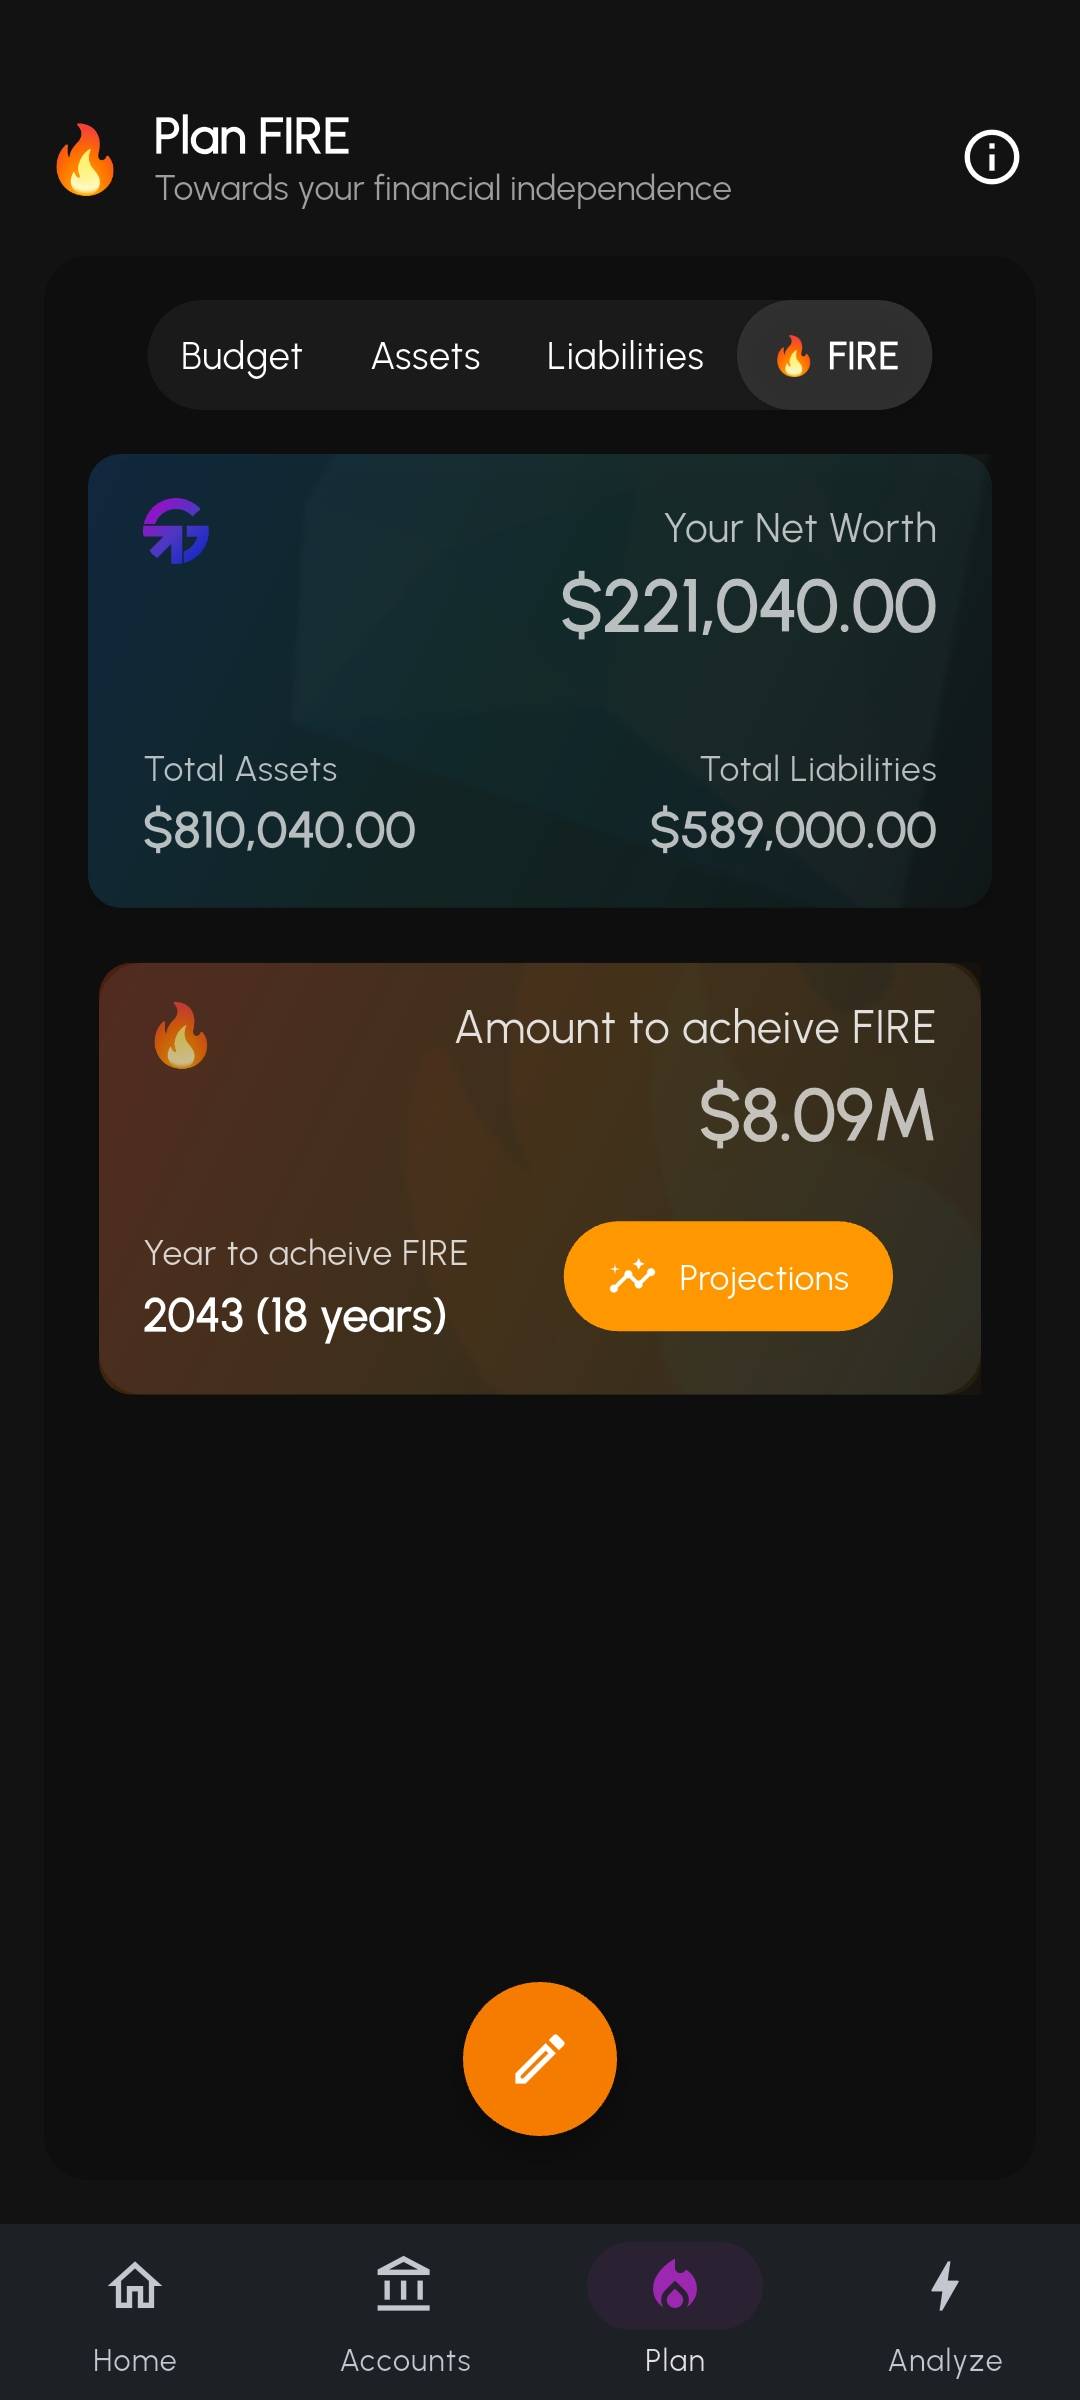 Plan FIRE
Towards your financial independence
Budget Assets Liabilities FIRE
Your Net Worth
$221,040.00
Total Assets Total Liabilities
$810,040.00 $589,000.00
Amount to acheive FIRE
$8.09M
Year to acheive FIRE
2043 (18 years)
Projections
Home Accounts Plan Analyze